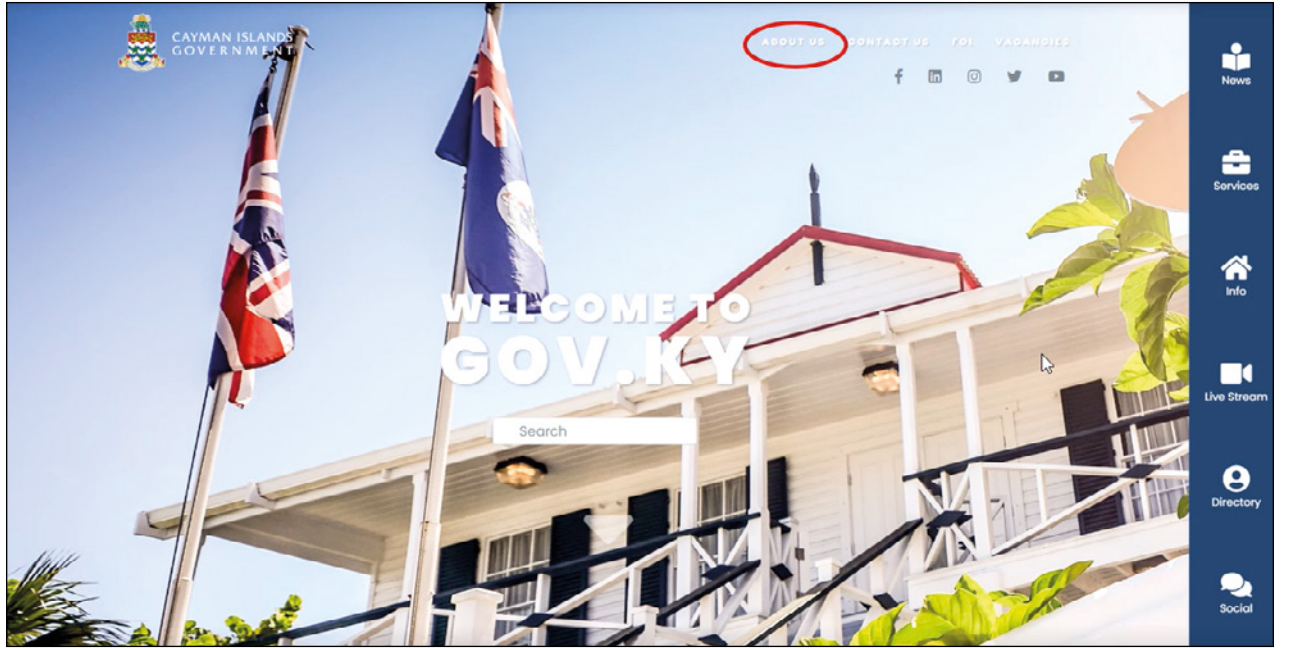 CAYMAN ISLANDS
GOVERNMENT
ABOUT US CONTACT US FOI VACANCIES
News
Services
Info
WELCOME TO
GOV.KY
Live Stream
Search
Directory
Social